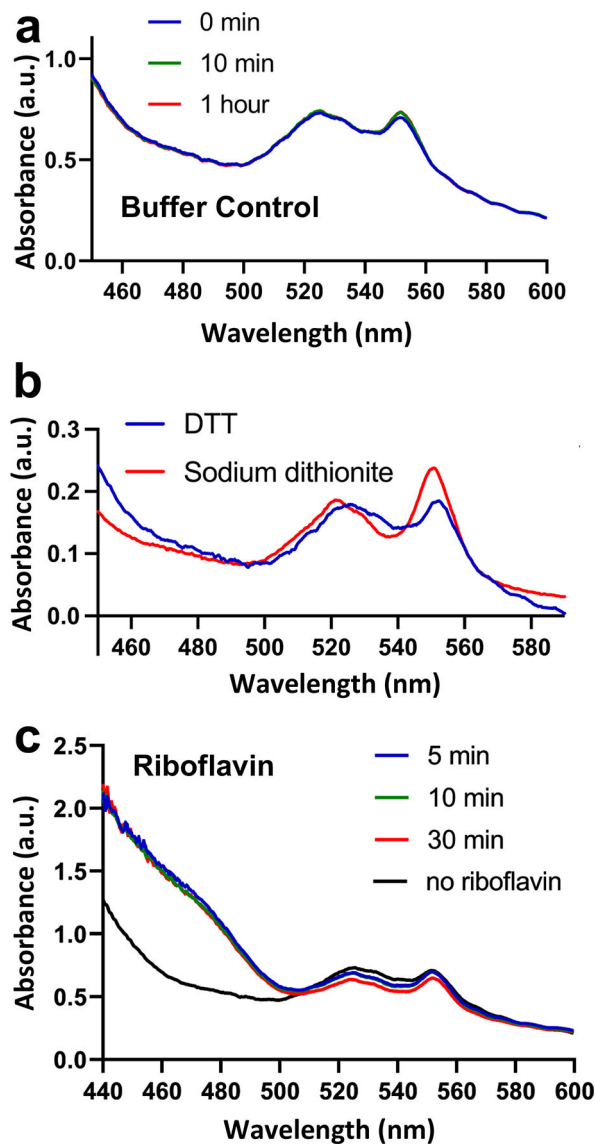 a
0 min
10 min
1 hour
Absorbance (a.u.)
1.0
0.5
0.0
Buffer Control
460 480 500 520 540 560 580 600
Wavelength (nm)
b
DTT
Sodium dithionite
Absorbance (a.u.)
0.3
0.2
0.1
0.0
460 480 500 520 540 560 580
Wavelength (nm)
c
Riboflavin
5 min
10 min
30 min
no riboflavin
Absorbance (a.u.)
2.5
2.0
1.5
1.0
0.5
0.0
440 460 480 500 520 540 560 580 600
Wavelength (nm)